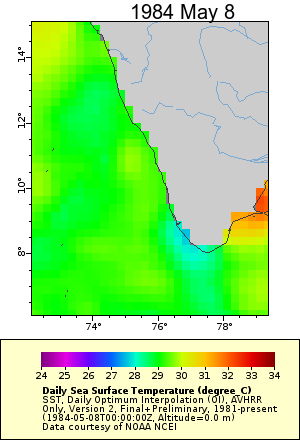 1984 May 8
14°
12°
10°
8°
74°
76°
78°
24 25 26 27 28 29 30 31 32 33 34
Daily Sea Surface Temperature (degree_C)
SST, Daily Optimum Interpolation (OI), AVHRR
Only, Version 2, Final+Preliminary, 1981-present
(1984-05-08T00:00:00Z, Altitude=0.0 m)
Data courtesy of NOAA NCEI